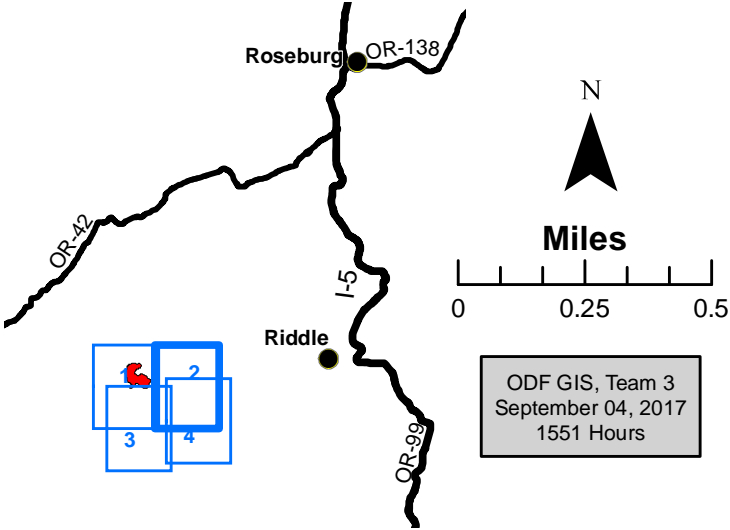 Roseburg
OR-138
N
OR-42
Miles
I-5
0 0.25 0.5
Riddle
1 2
ODF GIS, Team 3
September 04, 2017
1551 Hours
3 4
OR-99